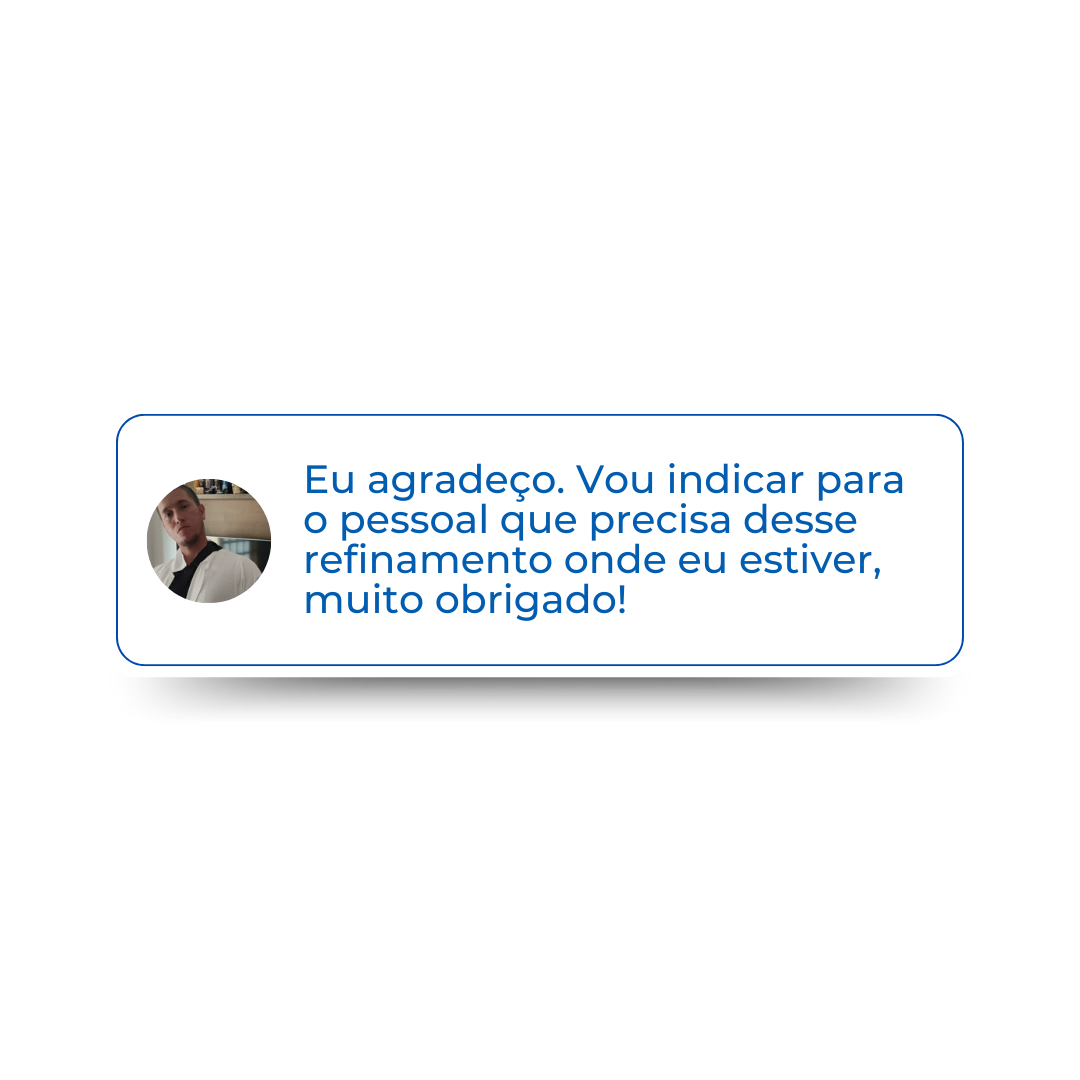 Eu agradeço. Vou indicar para
o pessoal que precisa desse
refinamento onde eu estiver,
muito obrigado!